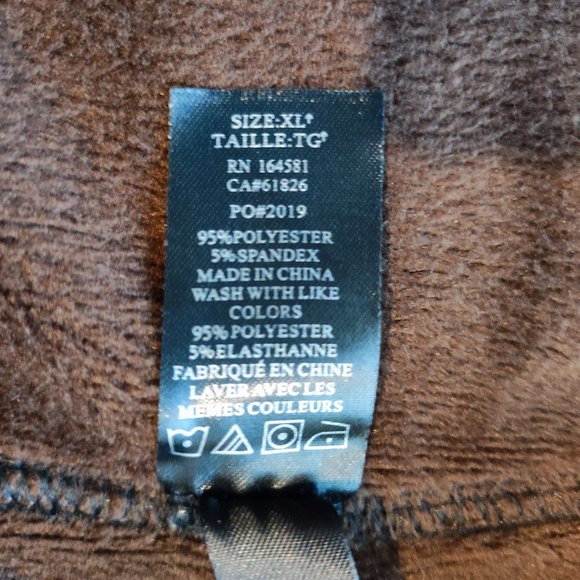 SIZE:XL↑
TAILLE:TG↑
RN 164581
CA#61826
PO#2019
95%POLYESTER
5%SPANDEX
MADE IN CHINA
WASH WITH LIKE
COLORS
95%POLYESTER
5%ELASTHANNE
FABRIQUÉ EN CHINE
LAVER AVEC LES
MEMES COULEURS